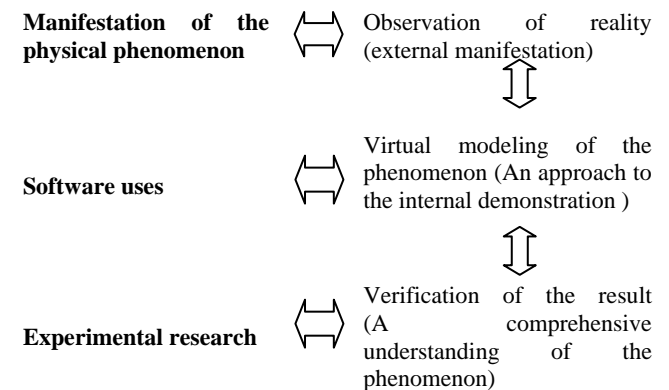 Manifestation of the
physical phenomenon
Observation of reality
(external manifestation)
Software uses
Virtual modeling of the
phenomenon (An approach to
the internal demonstration )
Experimental research
Verification of the result
(A comprehensive
understanding of the
phenomenon)